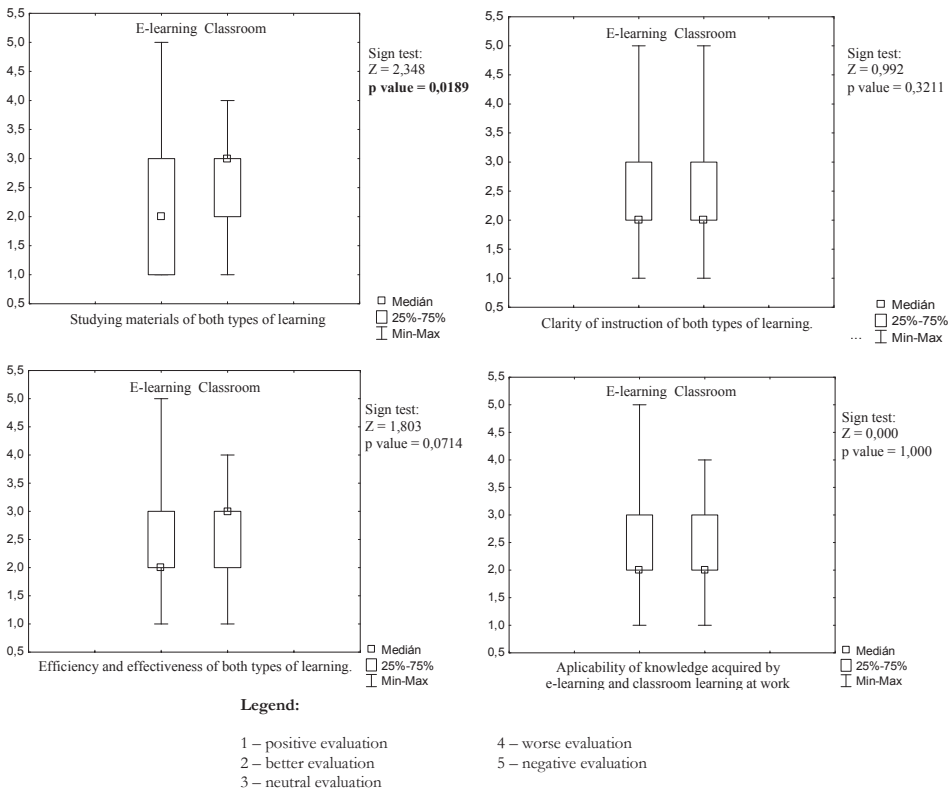 E-learning Classroom
5,5
5,0
4,5
4,0
3,5
3,0
2,5
2,0
1,5
1,0
0,5
Sign test:
Z = 2,348
p value = 0,0189
Medián
25%-75%
Min-Max
Studying materials of both types of learning
E-learning Classroom
5,5
5,0
4,5
4,0
3,5
3,0
2,5
2,0
1,5
1,0
0,5
Sign test:
Z = 0,992
p value = 0,3211
Medián
25%-75%
... Min-Max
Clarity of instruction of both types of learning.
E-learning Classroom
5,5
5,0
4,5
4,0
3,5
3,0
2,5
2,0
1,5
1,0
0,5
Sign test:
Z = 1,803
p value = 0,0714
Medián
25%-75%
Min-Max
Efficiency and effectiveness of both types of learning.
E-learning Classroom
5,5
5,0
4,5
4,0
3,5
3,0
2,5
2,0
1,5
1,0
0,5
Sign test:
Z = 0,000
p value = 1,000
Medián
25%-75%
Min-Max
Aplicability of knowledge acquired by
e-learning and classroom learning at work
Legend:
1 – positive evaluation
2 – better evaluation
3 – neutral evaluation
4 – worse evaluation
5 – negative evaluation